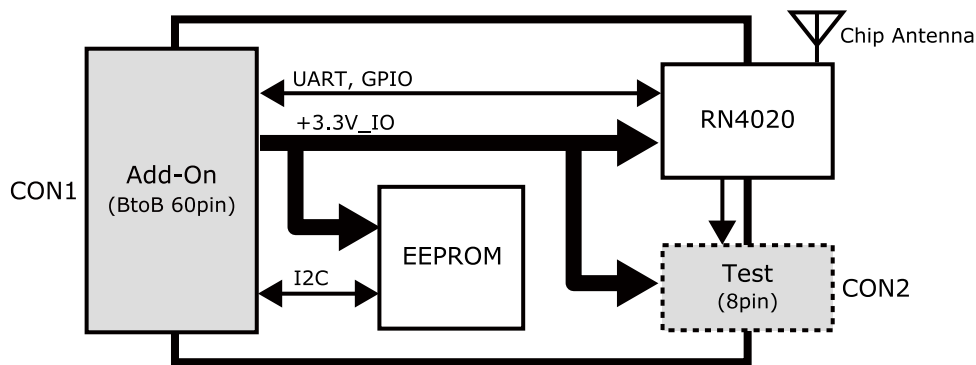 Chip Antenna
UART, GPIO
RN4020
+3.3V_IO
Add-On
(BtoB 60pin)
CON1
EEPROM
I2C
Test
(8pin)
CON2